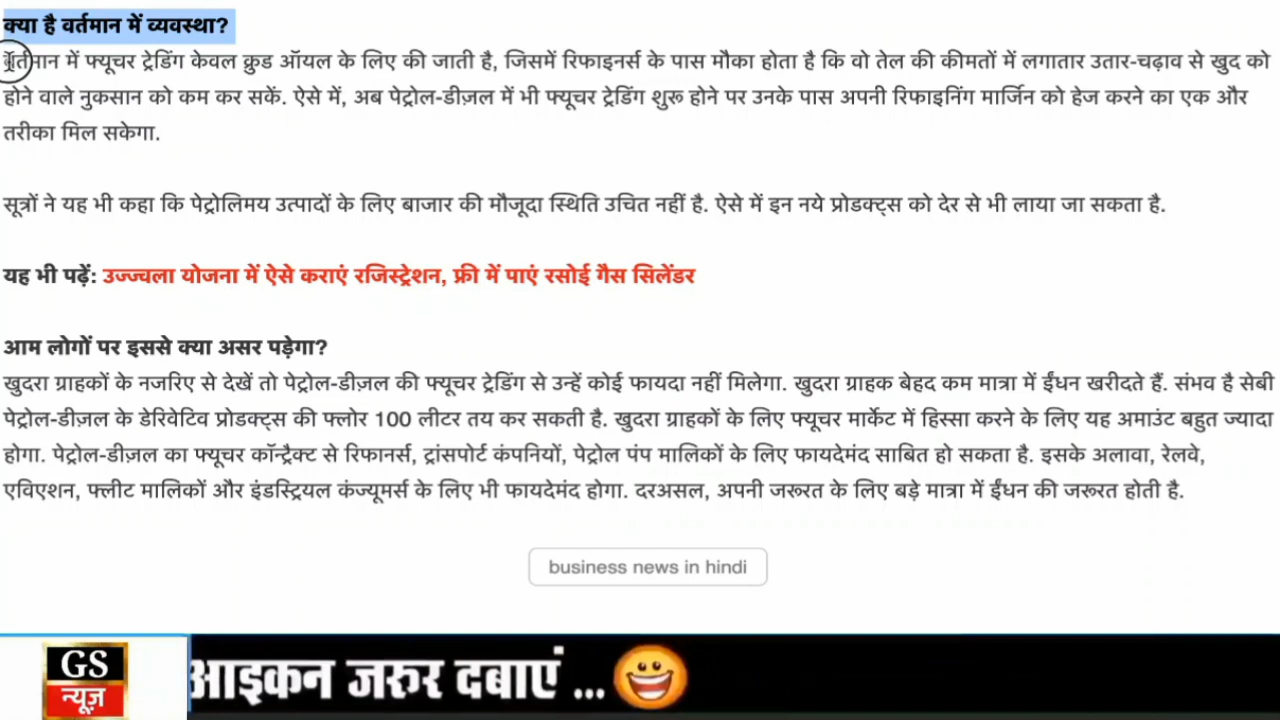 क्या है वर्तमान में व्यवस्था?
वर्तमान में फ्यूचर ट्रेडिंग केवल क्रुड ऑयल के लिए की जाती है, जिसमें रिफाइनर्स के पास मौका होता है कि वो तेल की कीमतों में लगातार उतार-चढ़ाव से खुद को
होने वाले नुकसान को कम कर सकें. ऐसे में, अब पेट्रोल-डीज़ल में भी फ्यूचर ट्रेडिंग शुरू होने पर उनके पास अपनी रिफाइनिंग मार्जिन को हेज करने का एक और
तरीका मिल सकेगा.
सूत्रों ने यह भी कहा कि पेट्रोलिमय उत्पादों के लिए बाजार की मौजूदा स्थिति उचित नहीं है. ऐसे में इन नये प्रोडक्ट्स को देर से भी लाया जा सकता है.
यह भी पढ़ें: उज्ज्चला योजना में ऐसे कराएं रजिस्ट्रेशन, फ्री में पाएं रसोई गैस सिलेंडर
आम लोगों पर इससे क्या असर पड़ेगा?
खुदरा ग्राहकों के नजरिए से देखें तो पेट्रोल-डीज़ल की फ्यूचर ट्रेडिंग से उन्हें कोई फायदा नहीं मिलेगा. खुदरा ग्राहक बेहद कम मात्रा में ईंधन खरीदते हैं. संभव है सेबी
पेट्रोल-डीज़ल के डेरिवेटिव प्रोडक्ट्स की फ्लोर 100 लीटर तय कर सकती है. खुदरा ग्राहकों के लिए फ्यूचर मार्केट में हिस्सा करने के लिए यह अमाउंट बहुत ज्यादा
होगा. पेट्रोल-डीज़ल का फ्यूचर कॉन्ट्रैक्ट से रिफानर्स, ट्रांसपोर्ट कंपनियों, पेट्रोल पंप मालिकों के लिए फायदेमंद साबित हो सकता है. इसके अलावा, रेलवे,
एविएशन, फ्लीट मालिकों और इंडस्ट्रियल कंज्यूमर्स के लिए भी फायदेमंद होगा. दरअसल, अपनी जरूरत के लिए बड़े मात्रा में ईंधन की जरूरत होती है.
business news in hindi
GS
न्यूज़
आइकन जरुर दबाएं ...